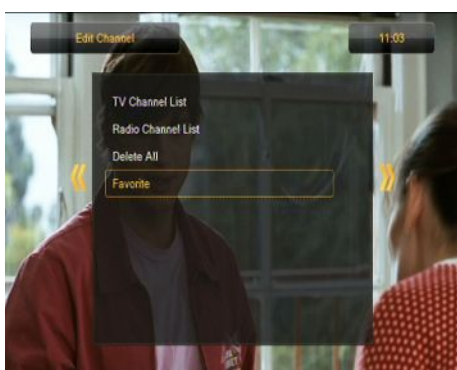 Edit Channel
11:03
TV Channel List
Radio Channel List
Delete All
Favorite